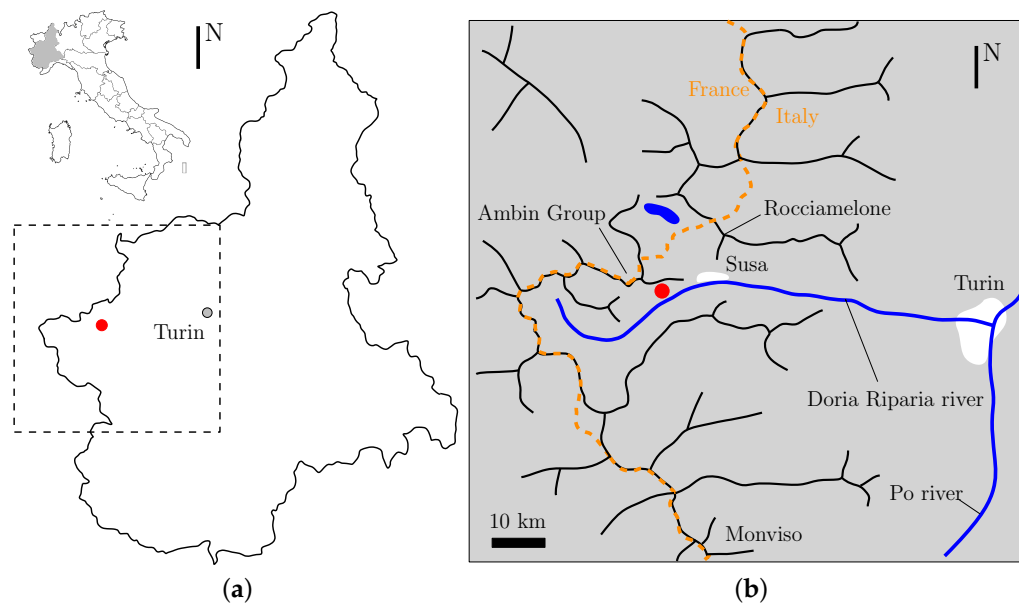 N
Turin
(a)
N
France
Italy
Ambin Group
Rocciamelone
Susa
Turin
Doria Riparia river
Po river
10 km
Monviso
(b)